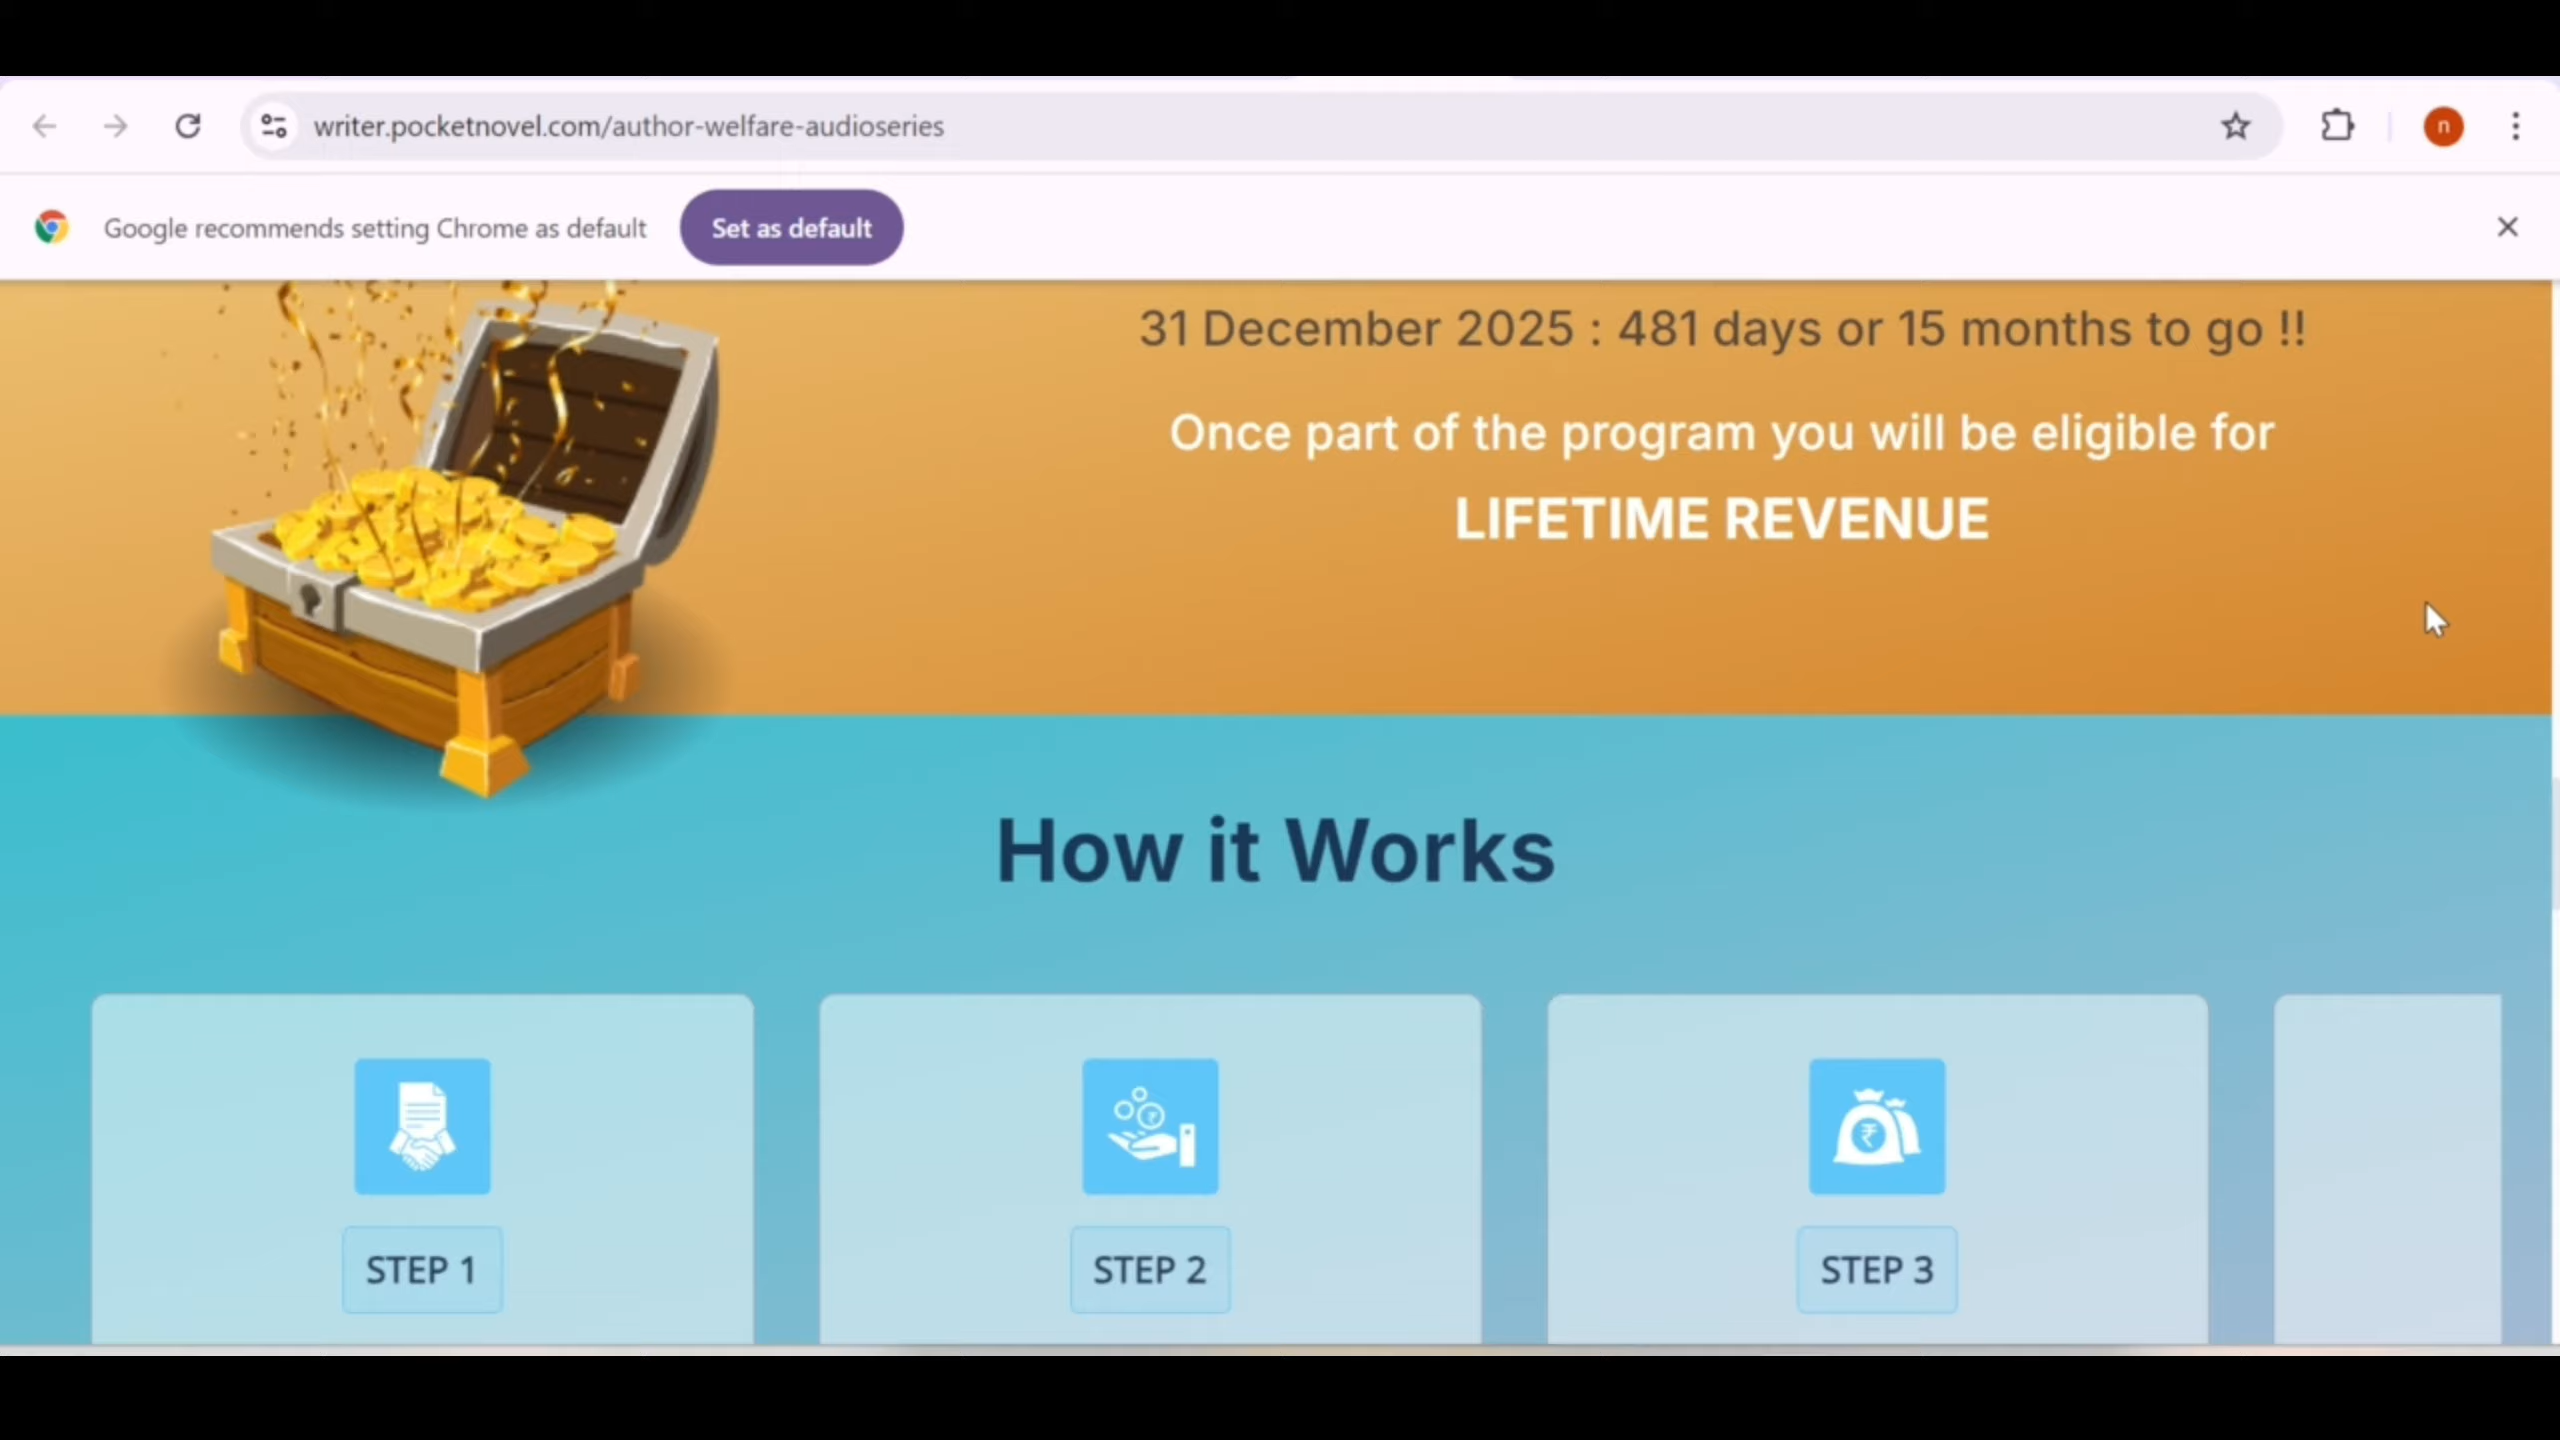 writer.pocketnovel.com/author-welfare-audioseries
n
Google recommends setting Chrome as default
Set as default
31 December 2025 : 481 days or 15 months to go !!
Once part of the program you will be eligible for
LIFETIME REVENUE
How it Works
₹
₹
STEP 1
STEP 2
STEP 3